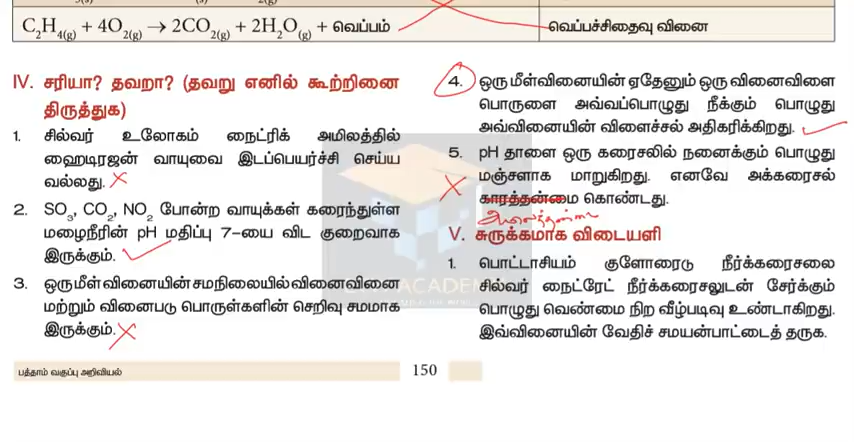 C₂H₄(g) + 4O₂(g) → 2CO₂(g) + 2H₂O(g) + வெப்பம்
வெப்பச்சிதைவு வினை
IV. சரியா? தவறா? (தவறு எனில் கூற்றினை
திருத்துக)
1. சில்வர் உலோகம் நைட்ரிக் அமிலத்தில்
ஹைடிரஜன் வாயுவை இடப்பெயர்ச்சி செய்ய
வல்லது.
2. SO₃, CO₂, NO₂ போன்ற வாயுக்கள் கரைந்துள்ள
மழைநீரின் pH மதிப்பு 7-யை விட குறைவாக
இருக்கும்.
3. ஒரு மீள்வினையின் சமநிலையில் வினைவினை
மற்றும் வினைபடு பொருள்களின் செறிவு சமமாக
இருக்கும்.
4. ஒரு மீள்வினையின் ஏதேனும் ஒரு வினைவிளை
பொருளை அவ்வப்பொழுது நீக்கும் பொழுது
அவ்வினையின் விளைச்சல் அதிகரிக்கிறது.
5. pH தாளை ஒரு கரைசலில் நனைக்கும் பொழுது
மஞ்சளாக மாறுகிறது. எனவே அக்கரைசல்
காரத்தன்மை கொண்டது.
V. சுருக்கமாக விடையளி
1. பொட்டாசியம் குளோரைடு நீர்க்கரைசலை
சில்வர் நைட்ரேட் நீர்க்கரைசலுடன் சேர்க்கும்
பொழுது வெண்மை நிற வீழ்படிவு உண்டாகிறது.
இவ்வினையின் வேதிச் சமயன்பாட்டைத் தருக.
பத்தாம் வகுப்பு அறிவியல்
150